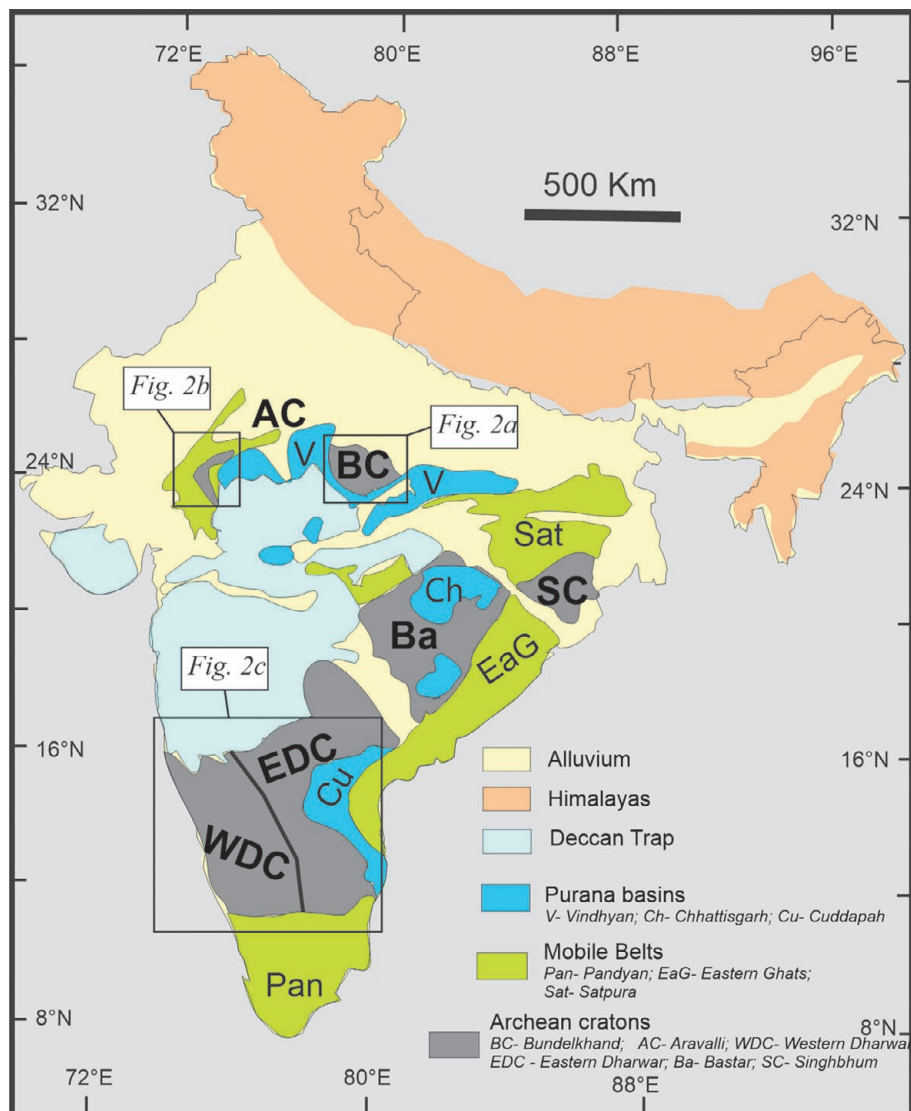 72°E
80°E
88°E
96°E
500 Km
32°N
32°N
Fig. 2b
AC
Fig. 2a
V
BC
24°N
V
24°N
Sat
Ch
SC
Ba
EaG
Fig. 2c
EDC
16°N
Cu
16°N
WDC
Alluvium
Himalayas
Deccan Trap
Purana basins
V- Vindhyan; Ch- Chhattisgarh; Cu- Cuddapah
Mobile Belts
Pan- Pandyan; EaG- Eastern Ghats;
Sat- Satpura
Pan
8°N
Archean cratons
8°N
BC- Bundelkhand; AC- Aravalli; WDC- Western Dharwar
EDC - Eastern Dharwar; Ba- Bastar; SC- Singhbhum
72°E
80°E
88°E